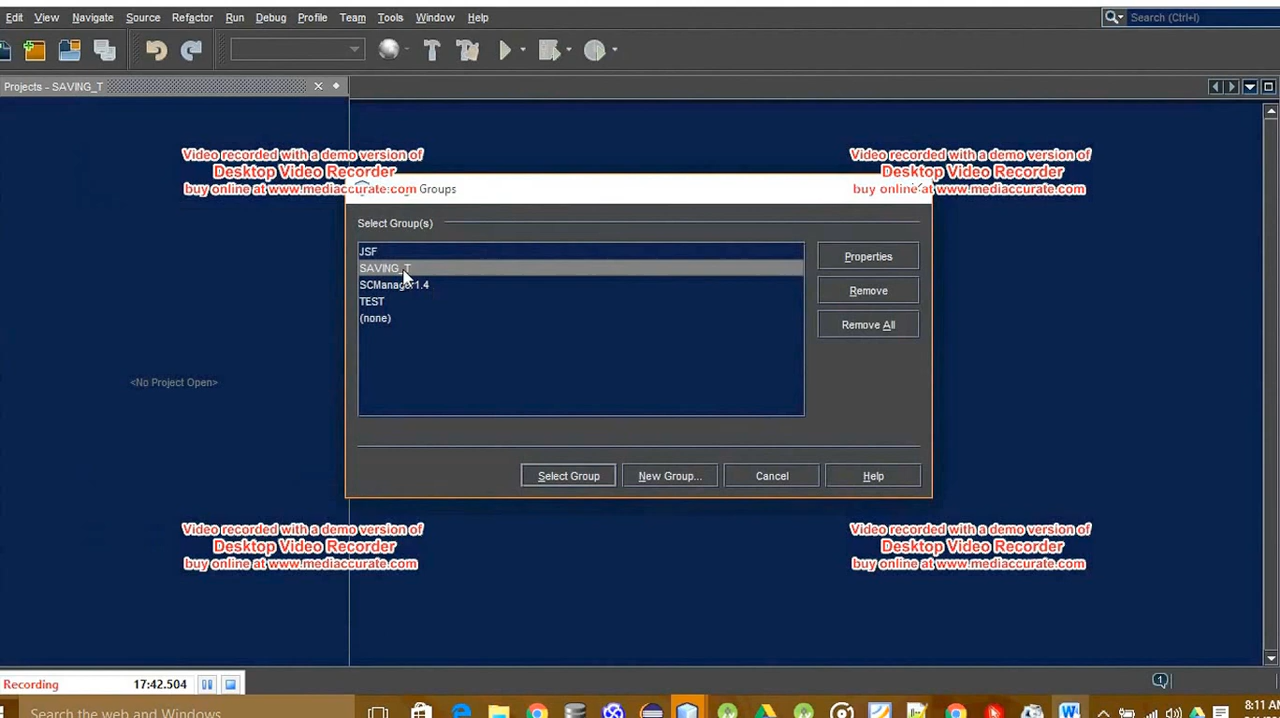 Edit View Navigate Source Refactor Run Debug Profile Team Tools Window Help Search (Ctrl+I)
Projects - SAVING_T
Video recorded with a demo version of
Desktop Video Recorder
buy online at www.mediaccurate.com
Video recorded with a demo version of
Desktop Video Recorder
buy online at www.mediaccurate.com
Groups
Select Group(s)
JSF
SAVING_T
SCManager1.4
TEST
(none)
Properties
Remove
Remove All
<No Project Open>
Select Group New Group... Cancel Help
Video recorded with a demo version of
Desktop Video Recorder
buy online at www.mediaccurate.com
Video recorded with a demo version of
Desktop Video Recorder
buy online at www.mediaccurate.com
1
Recording 17:42.504
Search the web and Windows
8:11 AM